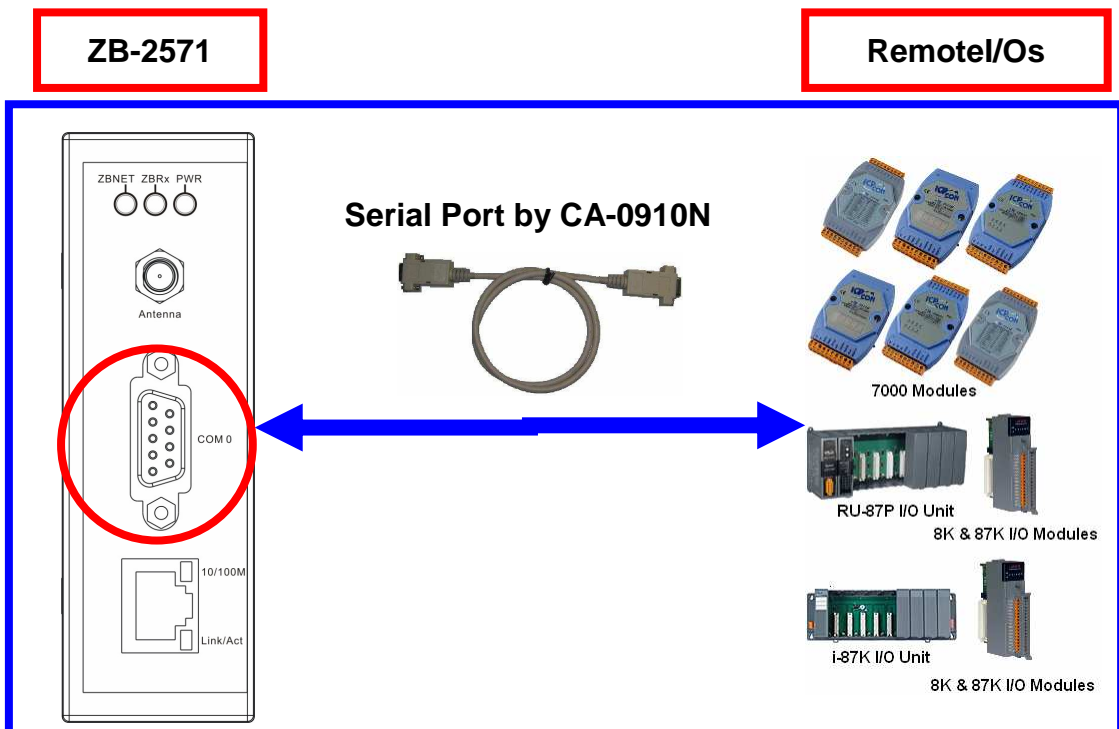 ZB-2571
Remotel/Os
ZBNET ZBRx PWR
Antenna
COM 0
10/100M
Link/Act
Serial Port by CA-0910N
7000 Modules
RU-87P I/O Unit
8K & 87K I/O Modules
i-87K I/O Unit
8K & 87K I/O Modules